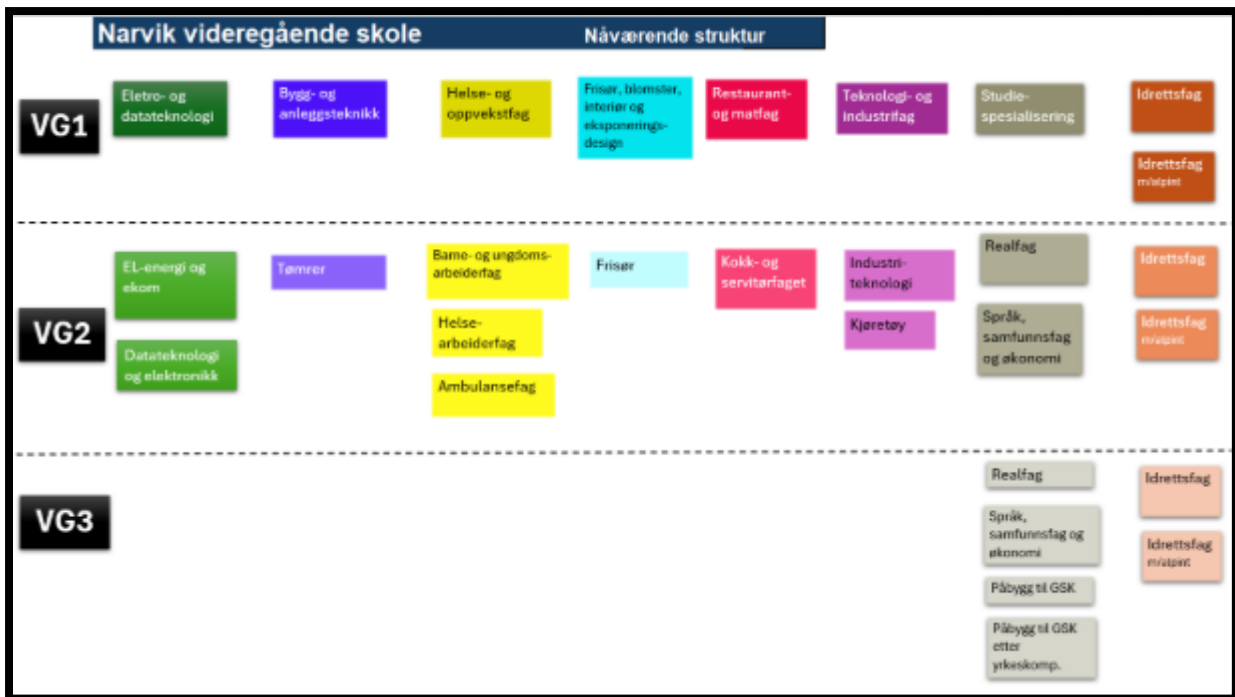 Narvik videregående skole
Nåværende struktur
VG1
Eletro- og
datateknologi
Bygg- og
anleggsteknikk
Helse- og
oppvekstfag
Frisør, blomster,
interiør og
eksponerings-
design
Restaurant-
og matfag
Teknologi- og
industrifag
Studie-
spesialisering
Idrettsfag
Idrettsfag
m/alpint
VG2
EL-energi og
ekom
Datateknologi
og elektronikk
Tømrer
Barne- og ungdoms-
arbeiderfag
Helse-
arbeiderfag
Ambulansefag
Frisør
Kokk- og
servitørfaget
Industri-
teknologi
Kjøretøy
Realfag
Språk,
samfunnsfag
og økonomi
Idrettsfag
Idrettsfag
m/alpint
VG3
Realfag
Språk,
samfunnsfag og
økonomi
Påbygg til GSK
Påbygg til GSK
etter
yrkeskomp.
Idrettsfag
Idrettsfag
m/alpint